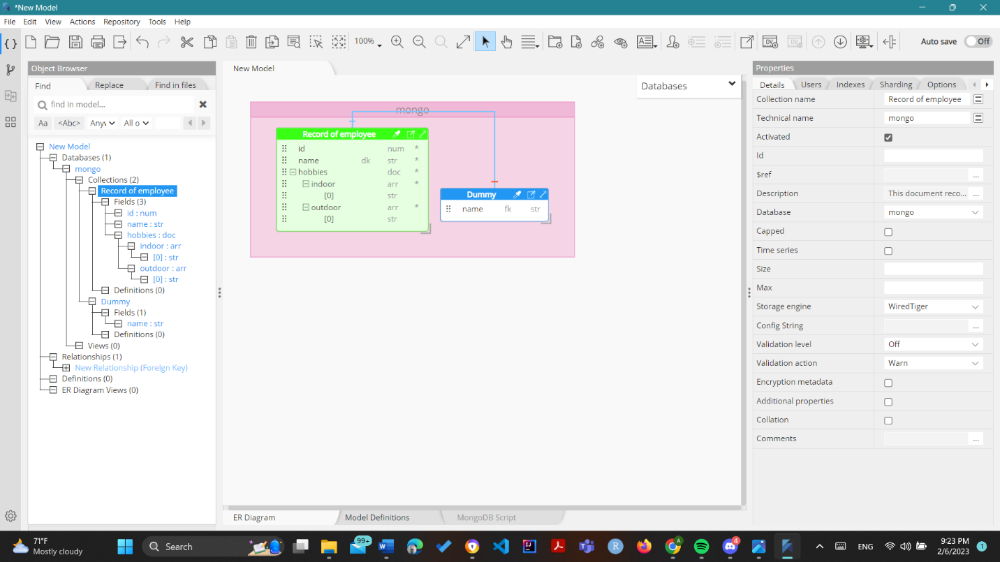 *New Model
File Edit View Actions Repository Tools Help
100%
Auto save Off
Object Browser
Find Replace Find in files
find in model...
Aa <Abc> Any All o
New Model
Databases (1)
mongo
Collections (2)
Record of employee
Fields (3)
id : num
name : str
hobbies : doc
indoor : arr
[0] : str
outdoor : arr
[0] : str
Definitions (0)
Dummy
Fields (1)
name : str
Definitions (0)
Views (0)
Relationships (1)
New Relationship (Foreign Key)
Definitions (0)
ER Diagram Views (0)
New Model
Databases
mongo
Record of employee
id num *
name dk str *
hobbies doc *
indoor arr *
[0] str
outdoor arr *
[0] str
Dummy
name fk str
ER Diagram Model Definitions MongoDB Script
Properties
Details Users Indexes Sharding Options
Collection name Record of employee
Technical name mongo
Activated
Id
$ref ...
Description This document reco... ...
Database mongo
Capped
Time series
Size
Max
Storage engine WiredTiger
Config String ...
Validation level Off
Validation action Warn
Encryption metadata
Additional properties
Collation
Comments ...
71°F
Mostly cloudy
Search
99+
4
ENG
9:23 PM
2/6/2023
1